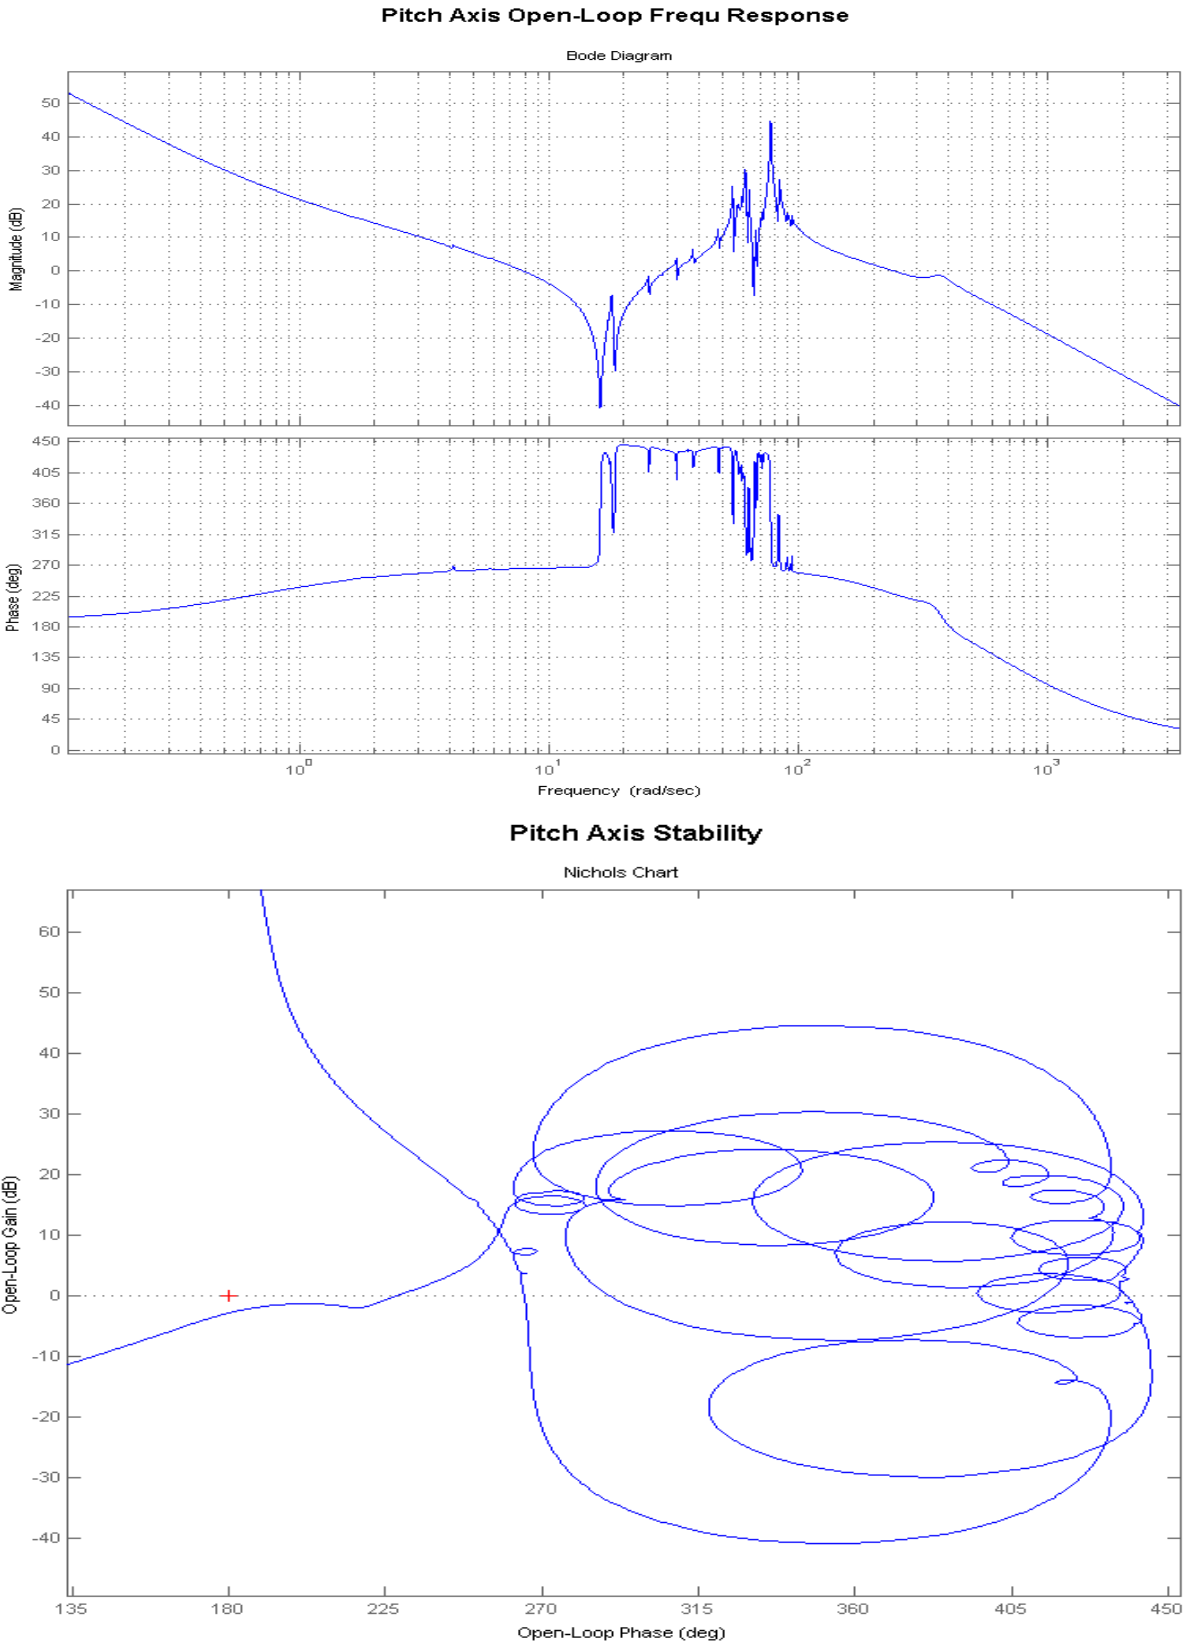 Pitch Axis Open-Loop Frequ Response
Bode Diagram
Magnitude (dB)
50
40
30
20
10
0
-10
-20
-30
-40
Phase (deg)
450
405
360
315
270
225
180
135
90
45
0
10^0 10^1 10^2 10^3
Frequency (rad/sec)
Pitch Axis Stability
Nichols Chart
Open-Loop Gain (dB)
60
50
40
30
20
10
0
-10
-20
-30
-40
135 180 225 270 315 360 405 450
Open-Loop Phase (deg)